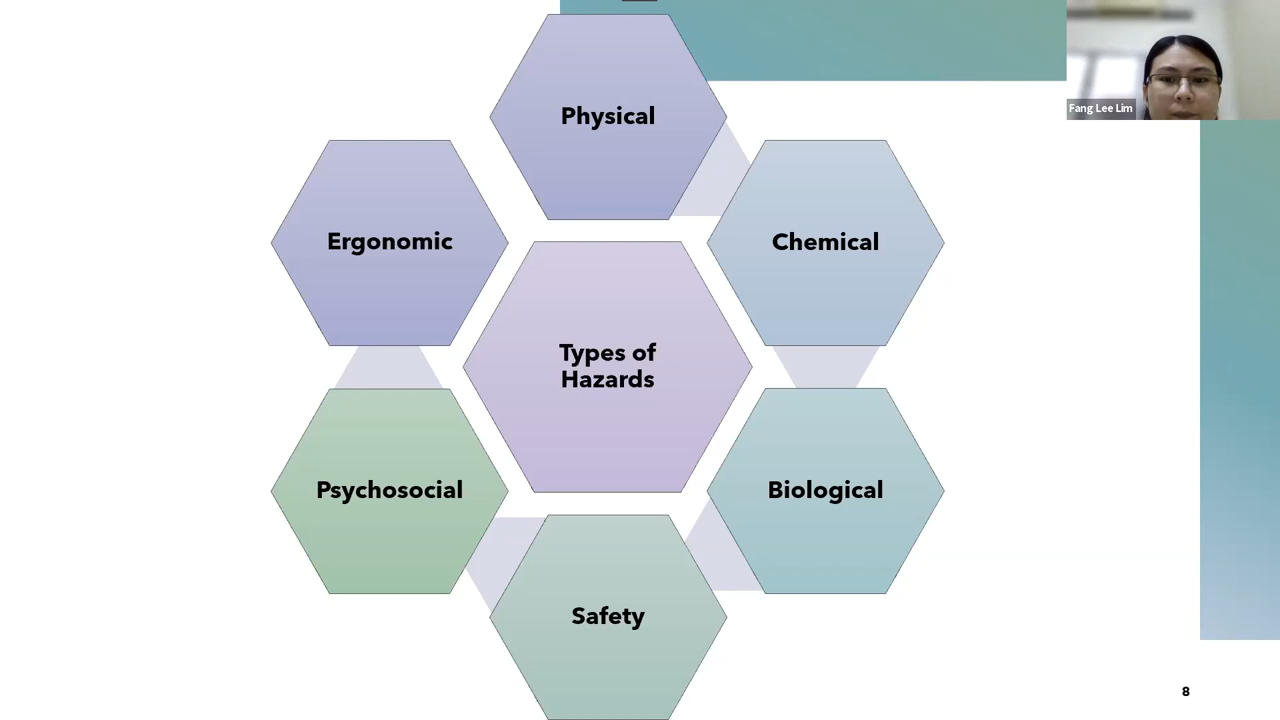 Physical
Fang Lee Lim
Ergonomic
Chemical
Types of
Hazards
Psychosocial
Biological
Safety
8